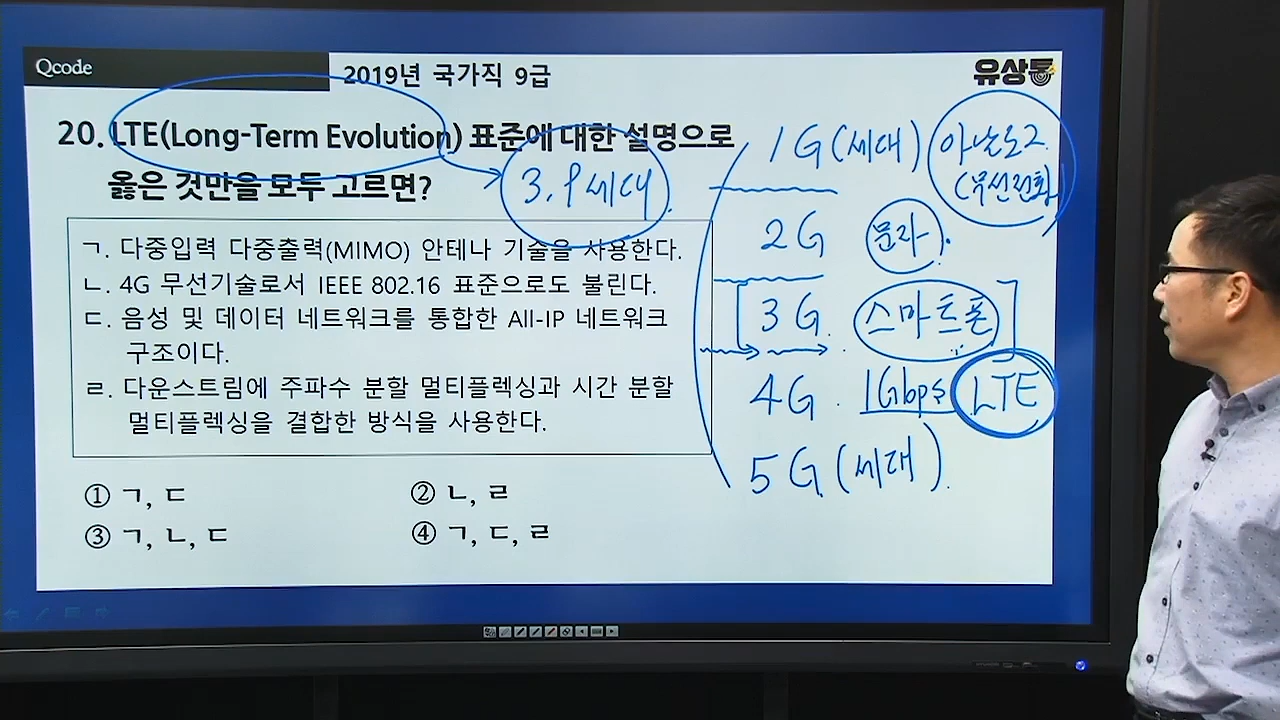 Qcode
2019년 국가직 9급
유상통
20. LTE(Long-Term Evolution) 표준에 대한 설명으로
옳은 것만을 모두 고르면?
3.9세대
ㄱ. 다중입력 다중출력(MIMO) 안테나 기술을 사용한다.
ㄴ. 4G 무선기술로서 IEEE 802.16 표준으로도 불린다.
ㄷ. 음성 및 데이터 네트워크를 통합한 All-IP 네트워크
구조이다.
ㄹ. 다운스트림에 주파수 분할 멀티플렉싱과 시간 분할
멀티플렉싱을 결합한 방식을 사용한다.
① ㄱ, ㄷ
② ㄴ, ㄹ
③ ㄱ, ㄴ, ㄷ
④ ㄱ, ㄷ, ㄹ
1G(세대) 아날로그
(무선전화)
2G 문자
3G 스마트폰
4G 1Gbps LTE
5G(세대)